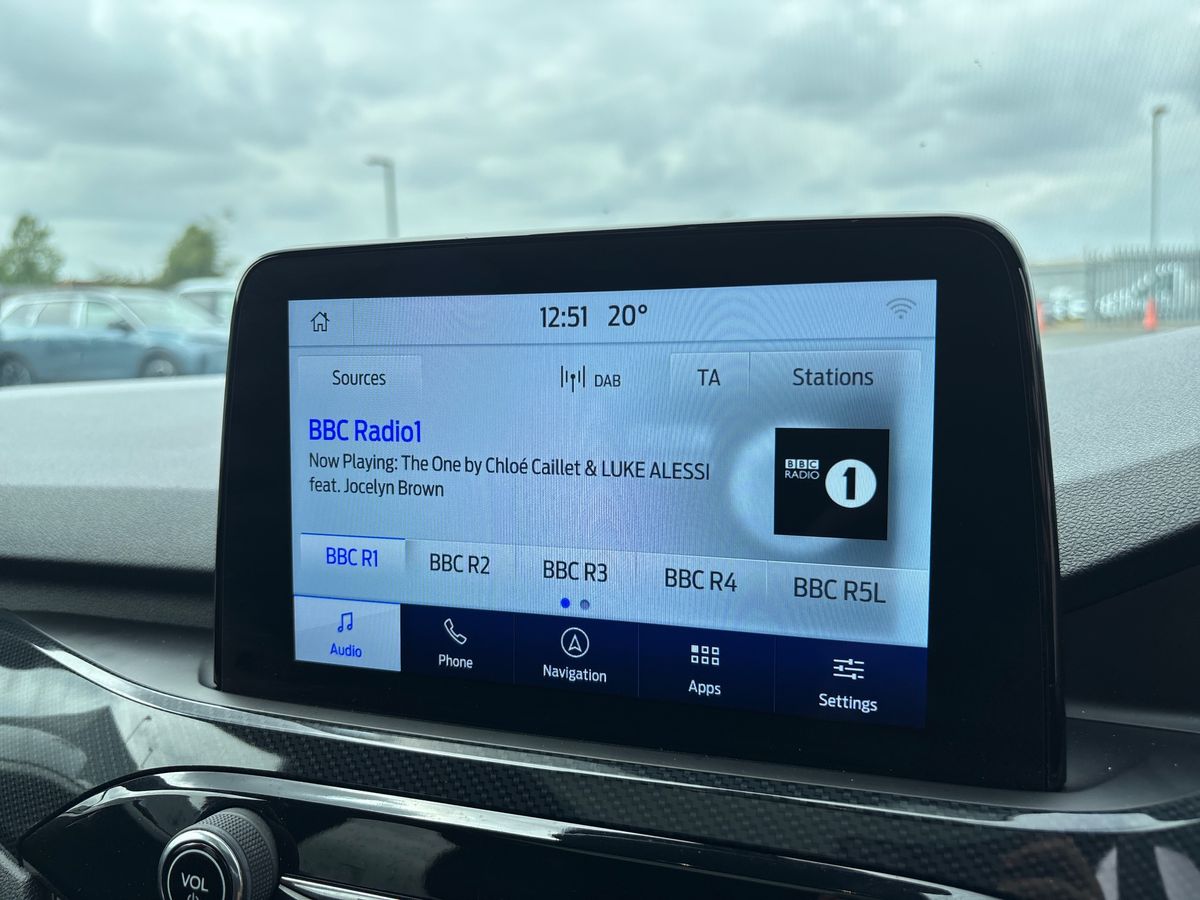 12:51 20°
Sources
DAB
TA
Stations
BBC Radio1
Now Playing: The One by Chloé Caillet & LUKE ALESSI
feat. Jocelyn Brown
BBC
RADIO
1
BBC R1
BBC R2
BBC R3
BBC R4
BBC R5L
Audio
Phone
Navigation
Apps
Settings
VOL